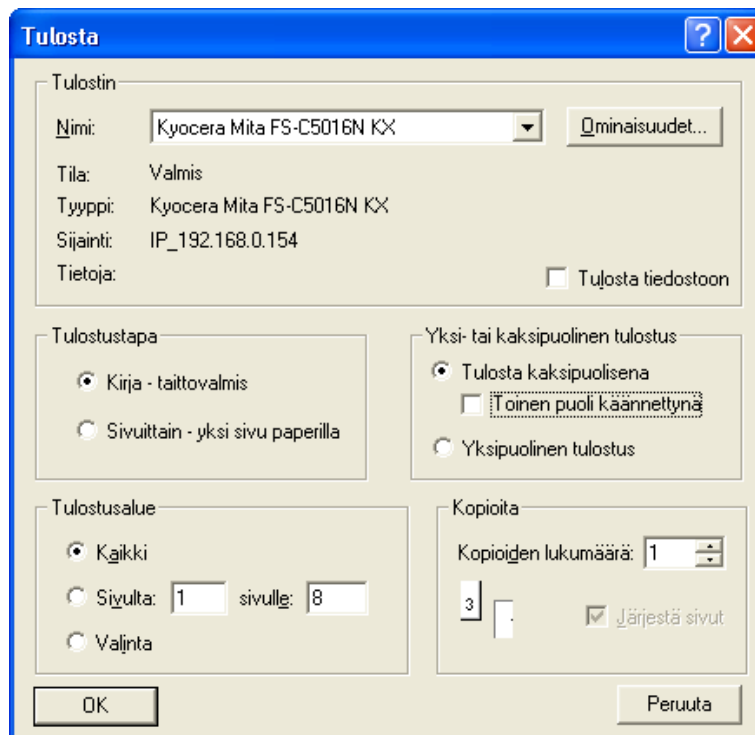 Tulosta
Tulostin
Nimi: Kyocera Mita FS-C5016N KX Ominaisuudet...
Tila: Valmis
Tyyppi: Kyocera Mita FS-C5016N KX
Sijainti: IP_192.168.0.154
Tietoja: Tulosta tiedostoon
Tulostustapa
Kirja - taittovalmis
Sivuittain - yksi sivu paperilla
Yksi- tai kaksipuolinen tulostus
Tulosta kaksipuolisena
Toinen puoli käännettynä
Yksipuolinen tulostus
Tulostusalue
Kaikki
Sivulta: 1 sivulle: 8
Valinta
Kopioita
Kopioiden lukumäärä: 1
3 Järjestä sivut
OK Peruuta